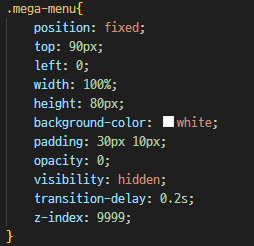 .mega-menu{
position: fixed;
top: 90px;
left: 0;
width: 100%;
height: 80px;
background-color: white;
padding: 30px 10px;
opacity: 0;
visibility: hidden;
transition-delay: 0.2s;
z-index: 9999;
}